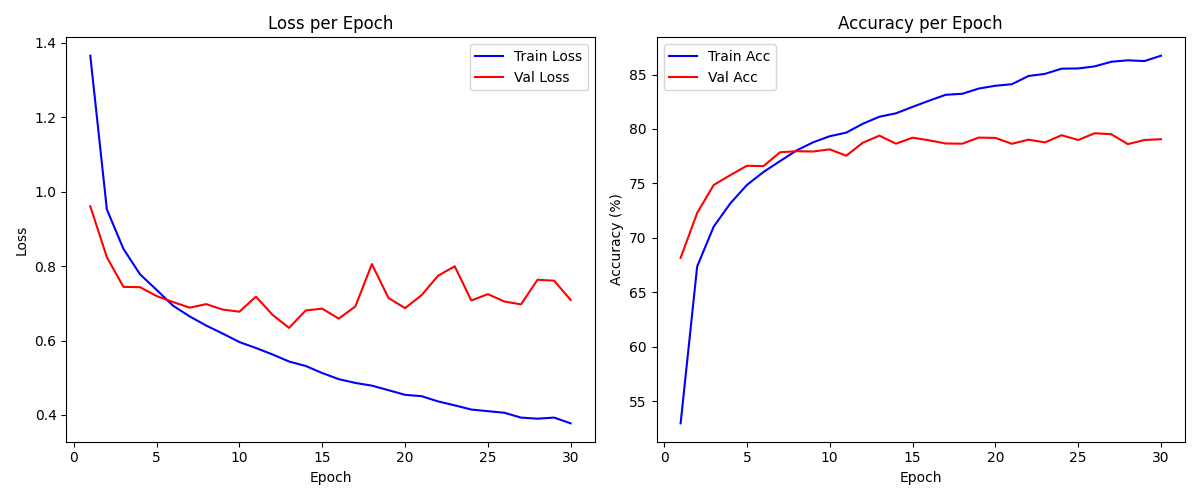 Loss per Epoch
1.4
1.2
1.0
0.8
0.6
0.4
Loss
0
5
10
15
20
25
30
Epoch
Train Loss
Val Loss
Accuracy per Epoch
85
80
75
70
65
60
55
Accuracy (%)
0
5
10
15
20
25
30
Epoch
Train Acc
Val Acc